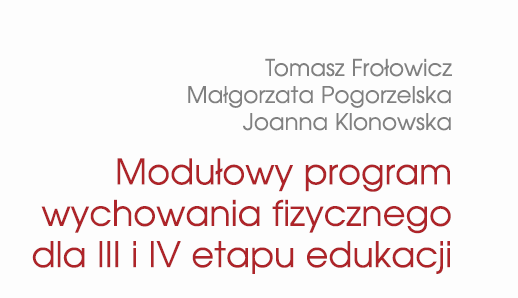 Tomasz Frołowicz
Małgorzata Pogorzelska
Joanna Klonowska
Modułowy program
wychowania fizycznego
dla III i IV etapu edukacji